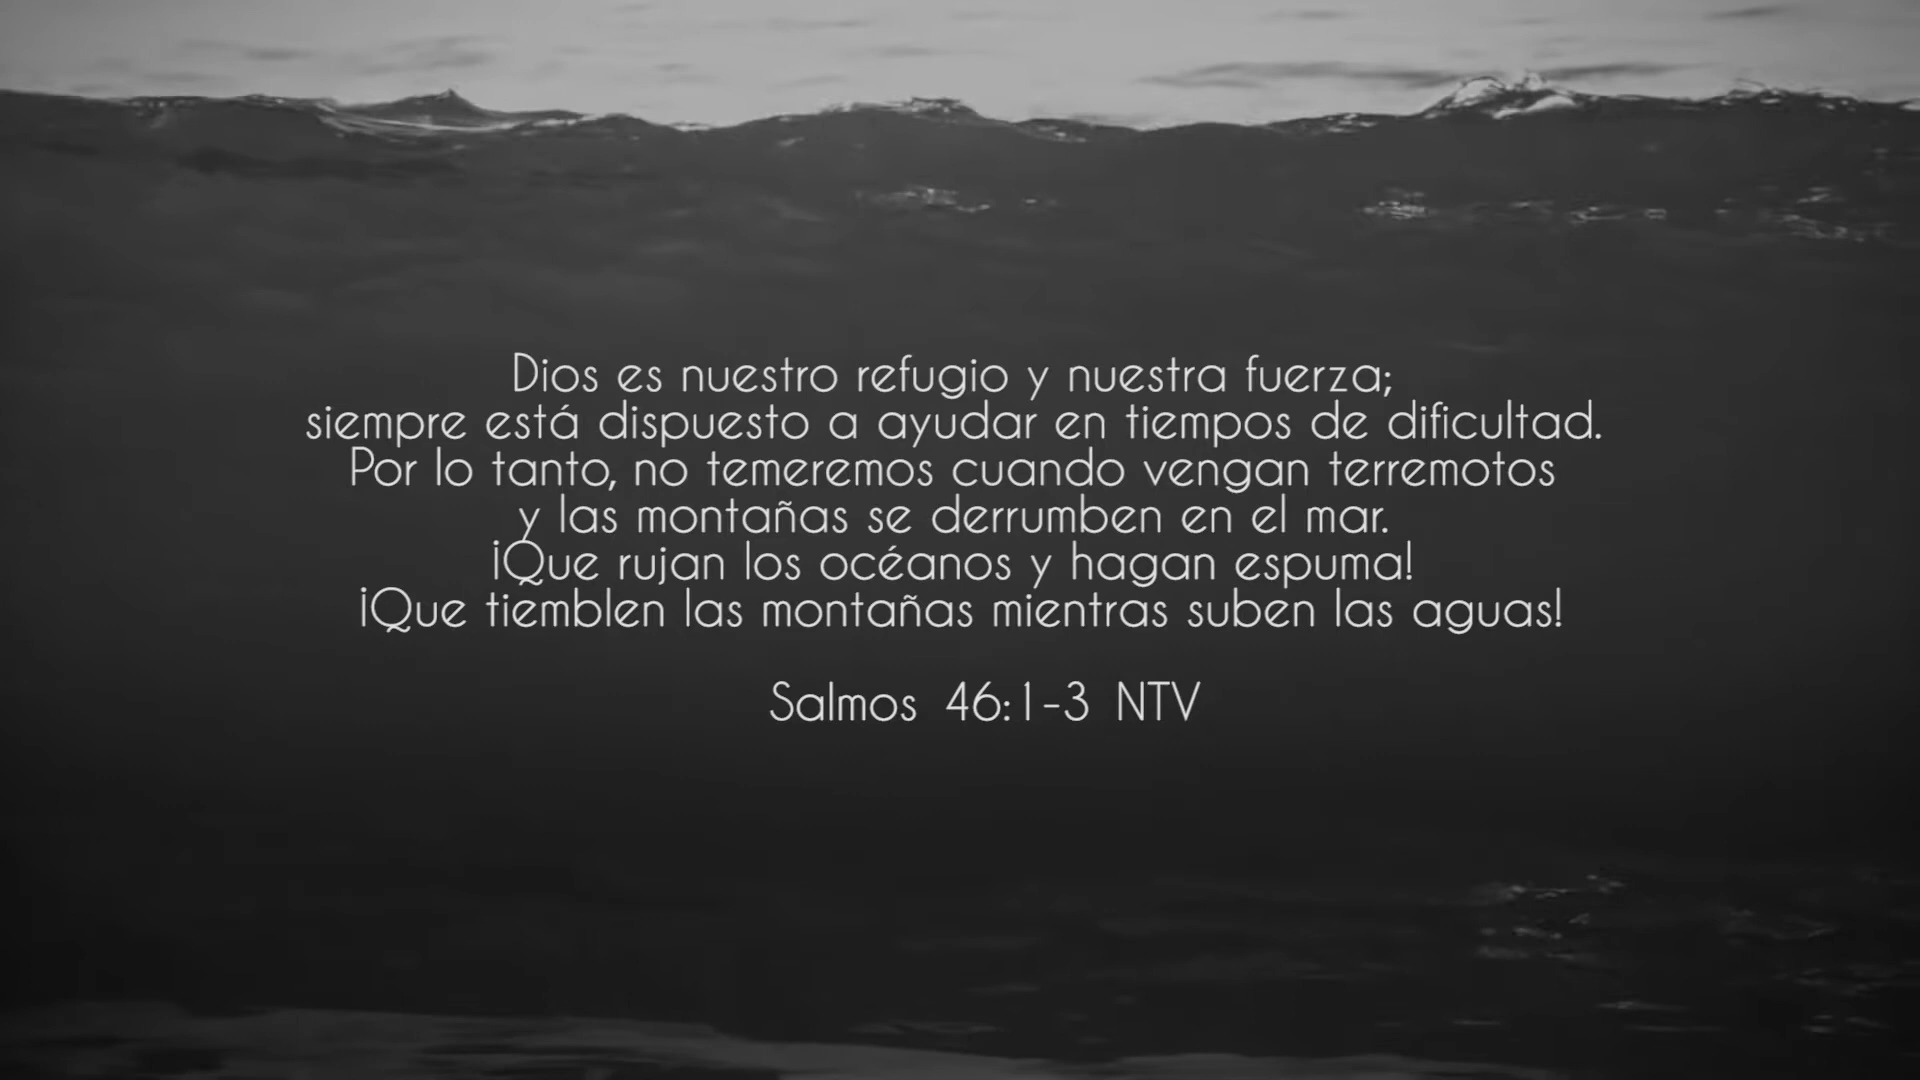 Dios es nuestro refugio y nuestra fuerza;
siempre está dispuesto a ayudar en tiempos de dificultad.
Por lo tanto, no temeremos cuando vengan terremotos
y las montañas se derrumben en el mar.
¡Que rujan los océanos y hagan espuma!
¡Que tiemblen las montañas mientras suben las aguas!
Salmos 46:1-3 NTV